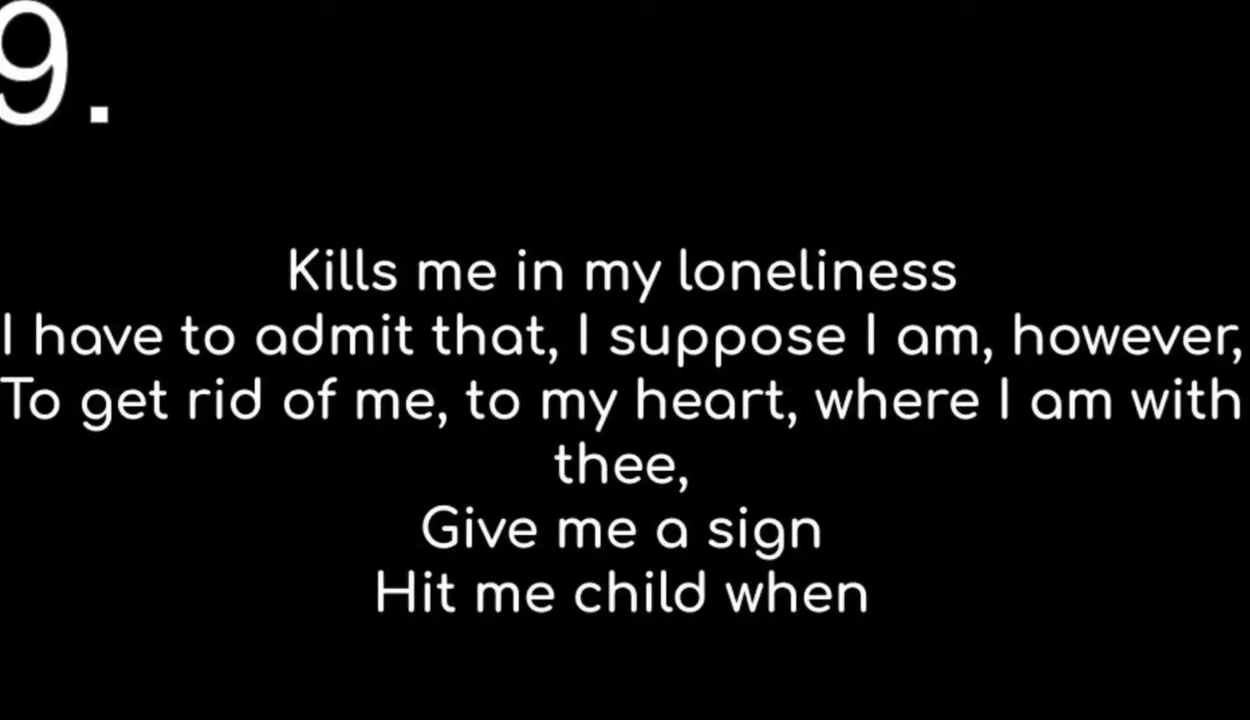 9.
Kills me in my loneliness
I have to admit that, I suppose I am, however,
To get rid of me, to my heart, where I am with
thee,
Give me a sign
Hit me child when